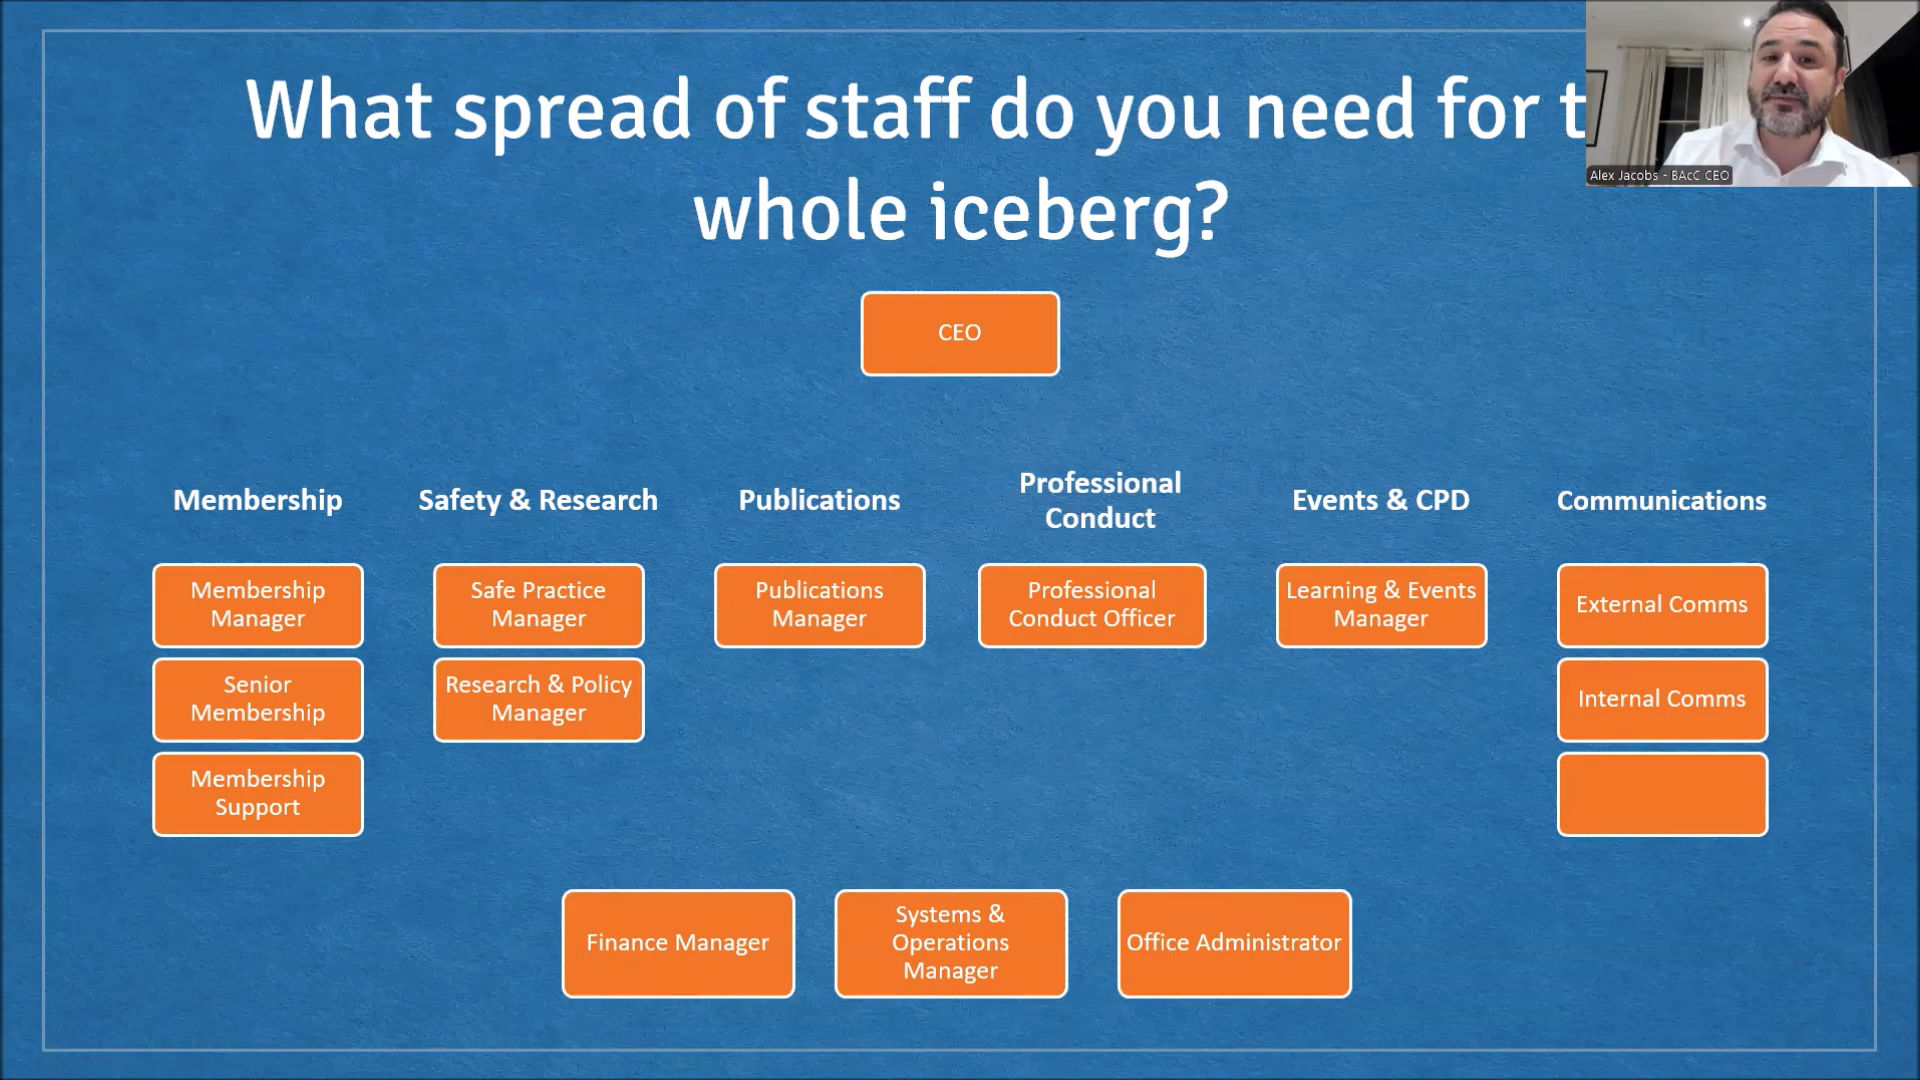 What spread of staff do you need for t
whole iceberg?
Alex Jacobs - BAcC CEO
CEO
Membership
Safety & Research
Publications
Professional
Conduct
Events & CPD
Communications
Membership
Manager
Safe Practice
Manager
Publications
Manager
Professional
Conduct Officer
Learning & Events
Manager
External Comms
Senior
Membership
Research & Policy
Manager
Internal Comms
Membership
Support
Finance Manager
Systems &
Operations
Manager
Office Administrator